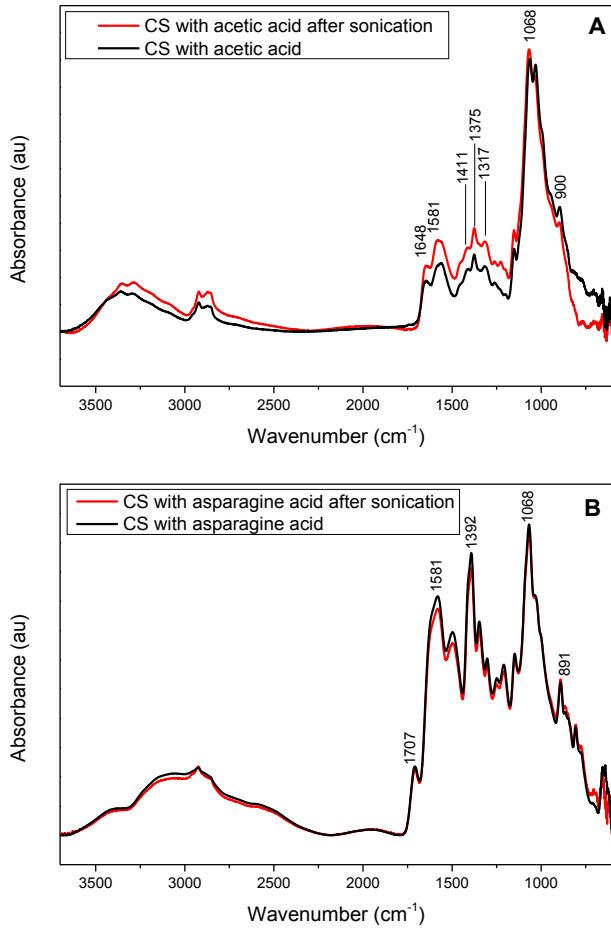 CS with acetic acid after sonication
CS with acetic acid
A
1068
1375
1411
1317
1581
1648
900
Absorbance (au)
3500 3000 2500 2000 1500 1000
Wavenumber (cm⁻¹)
CS with asparagine acid after sonication
CS with asparagine acid
B
1068
1392
1581
891
1707
Absorbance (au)
3500 3000 2500 2000 1500 1000
Wavenumber (cm⁻¹)